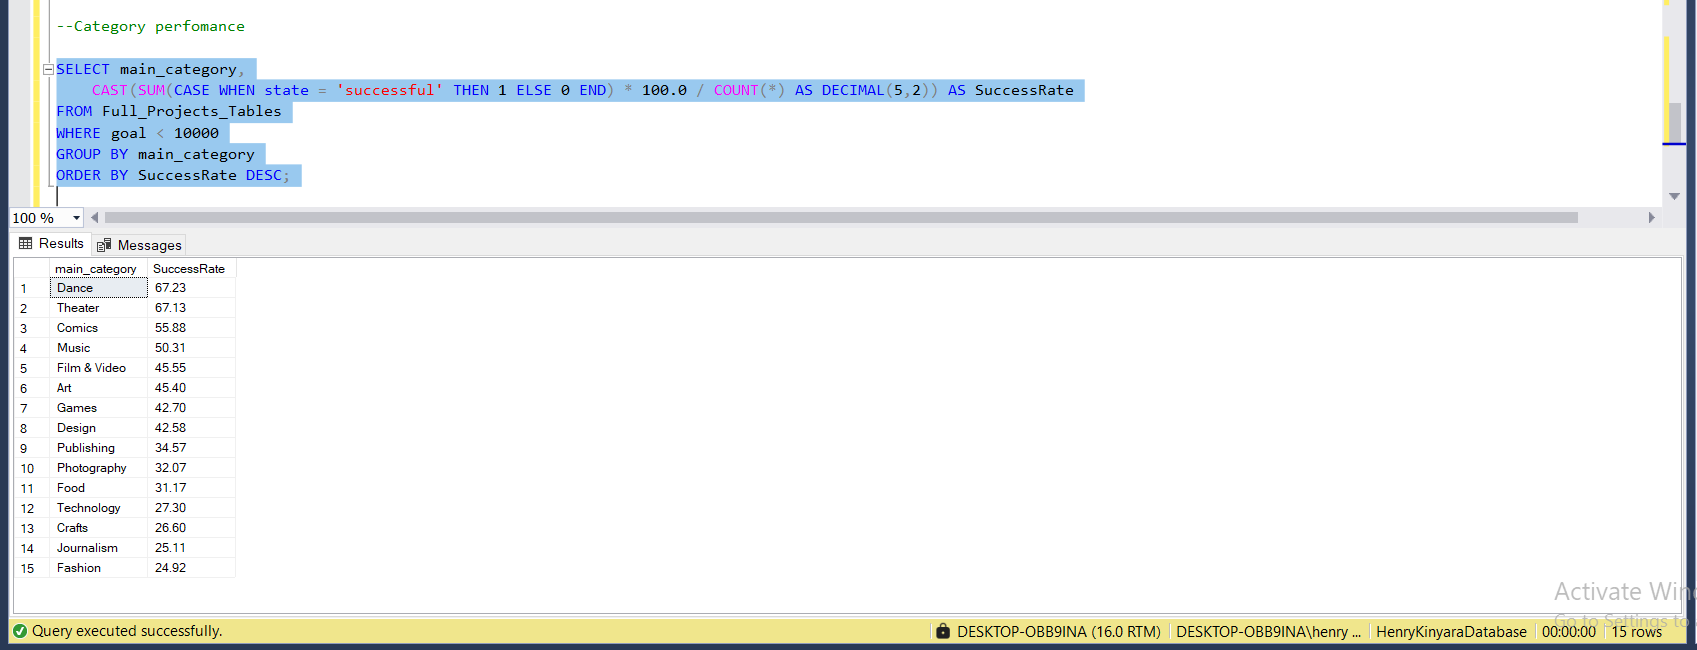 --Category perfomance
SELECT main_category,
CAST(SUM(CASE WHEN state = 'successful' THEN 1 ELSE 0 END) * 100.0 / COUNT(*) AS DECIMAL(5,2)) AS SuccessRate
FROM Full_Projects_Tables
WHERE goal < 10000
GROUP BY main_category
ORDER BY SuccessRate DESC;
100 %
Results Messages
main_category SuccessRate
1 Dance 67.23
2 Theater 67.13
3 Comics 55.88
4 Music 50.31
5 Film & Video 45.55
6 Art 45.40
7 Games 42.70
8 Design 42.58
9 Publishing 34.57
10 Photography 32.07
11 Food 31.17
12 Technology 27.30
13 Crafts 26.60
14 Journalism 25.11
15 Fashion 24.92
Activate Windo
Go to Settings to
Query executed successfully. DESKTOP-OBB9INA (16.0 RTM) DESKTOP-OBB9INA\henry ... HenryKinyaraDatabase 00:00:00 15 rows